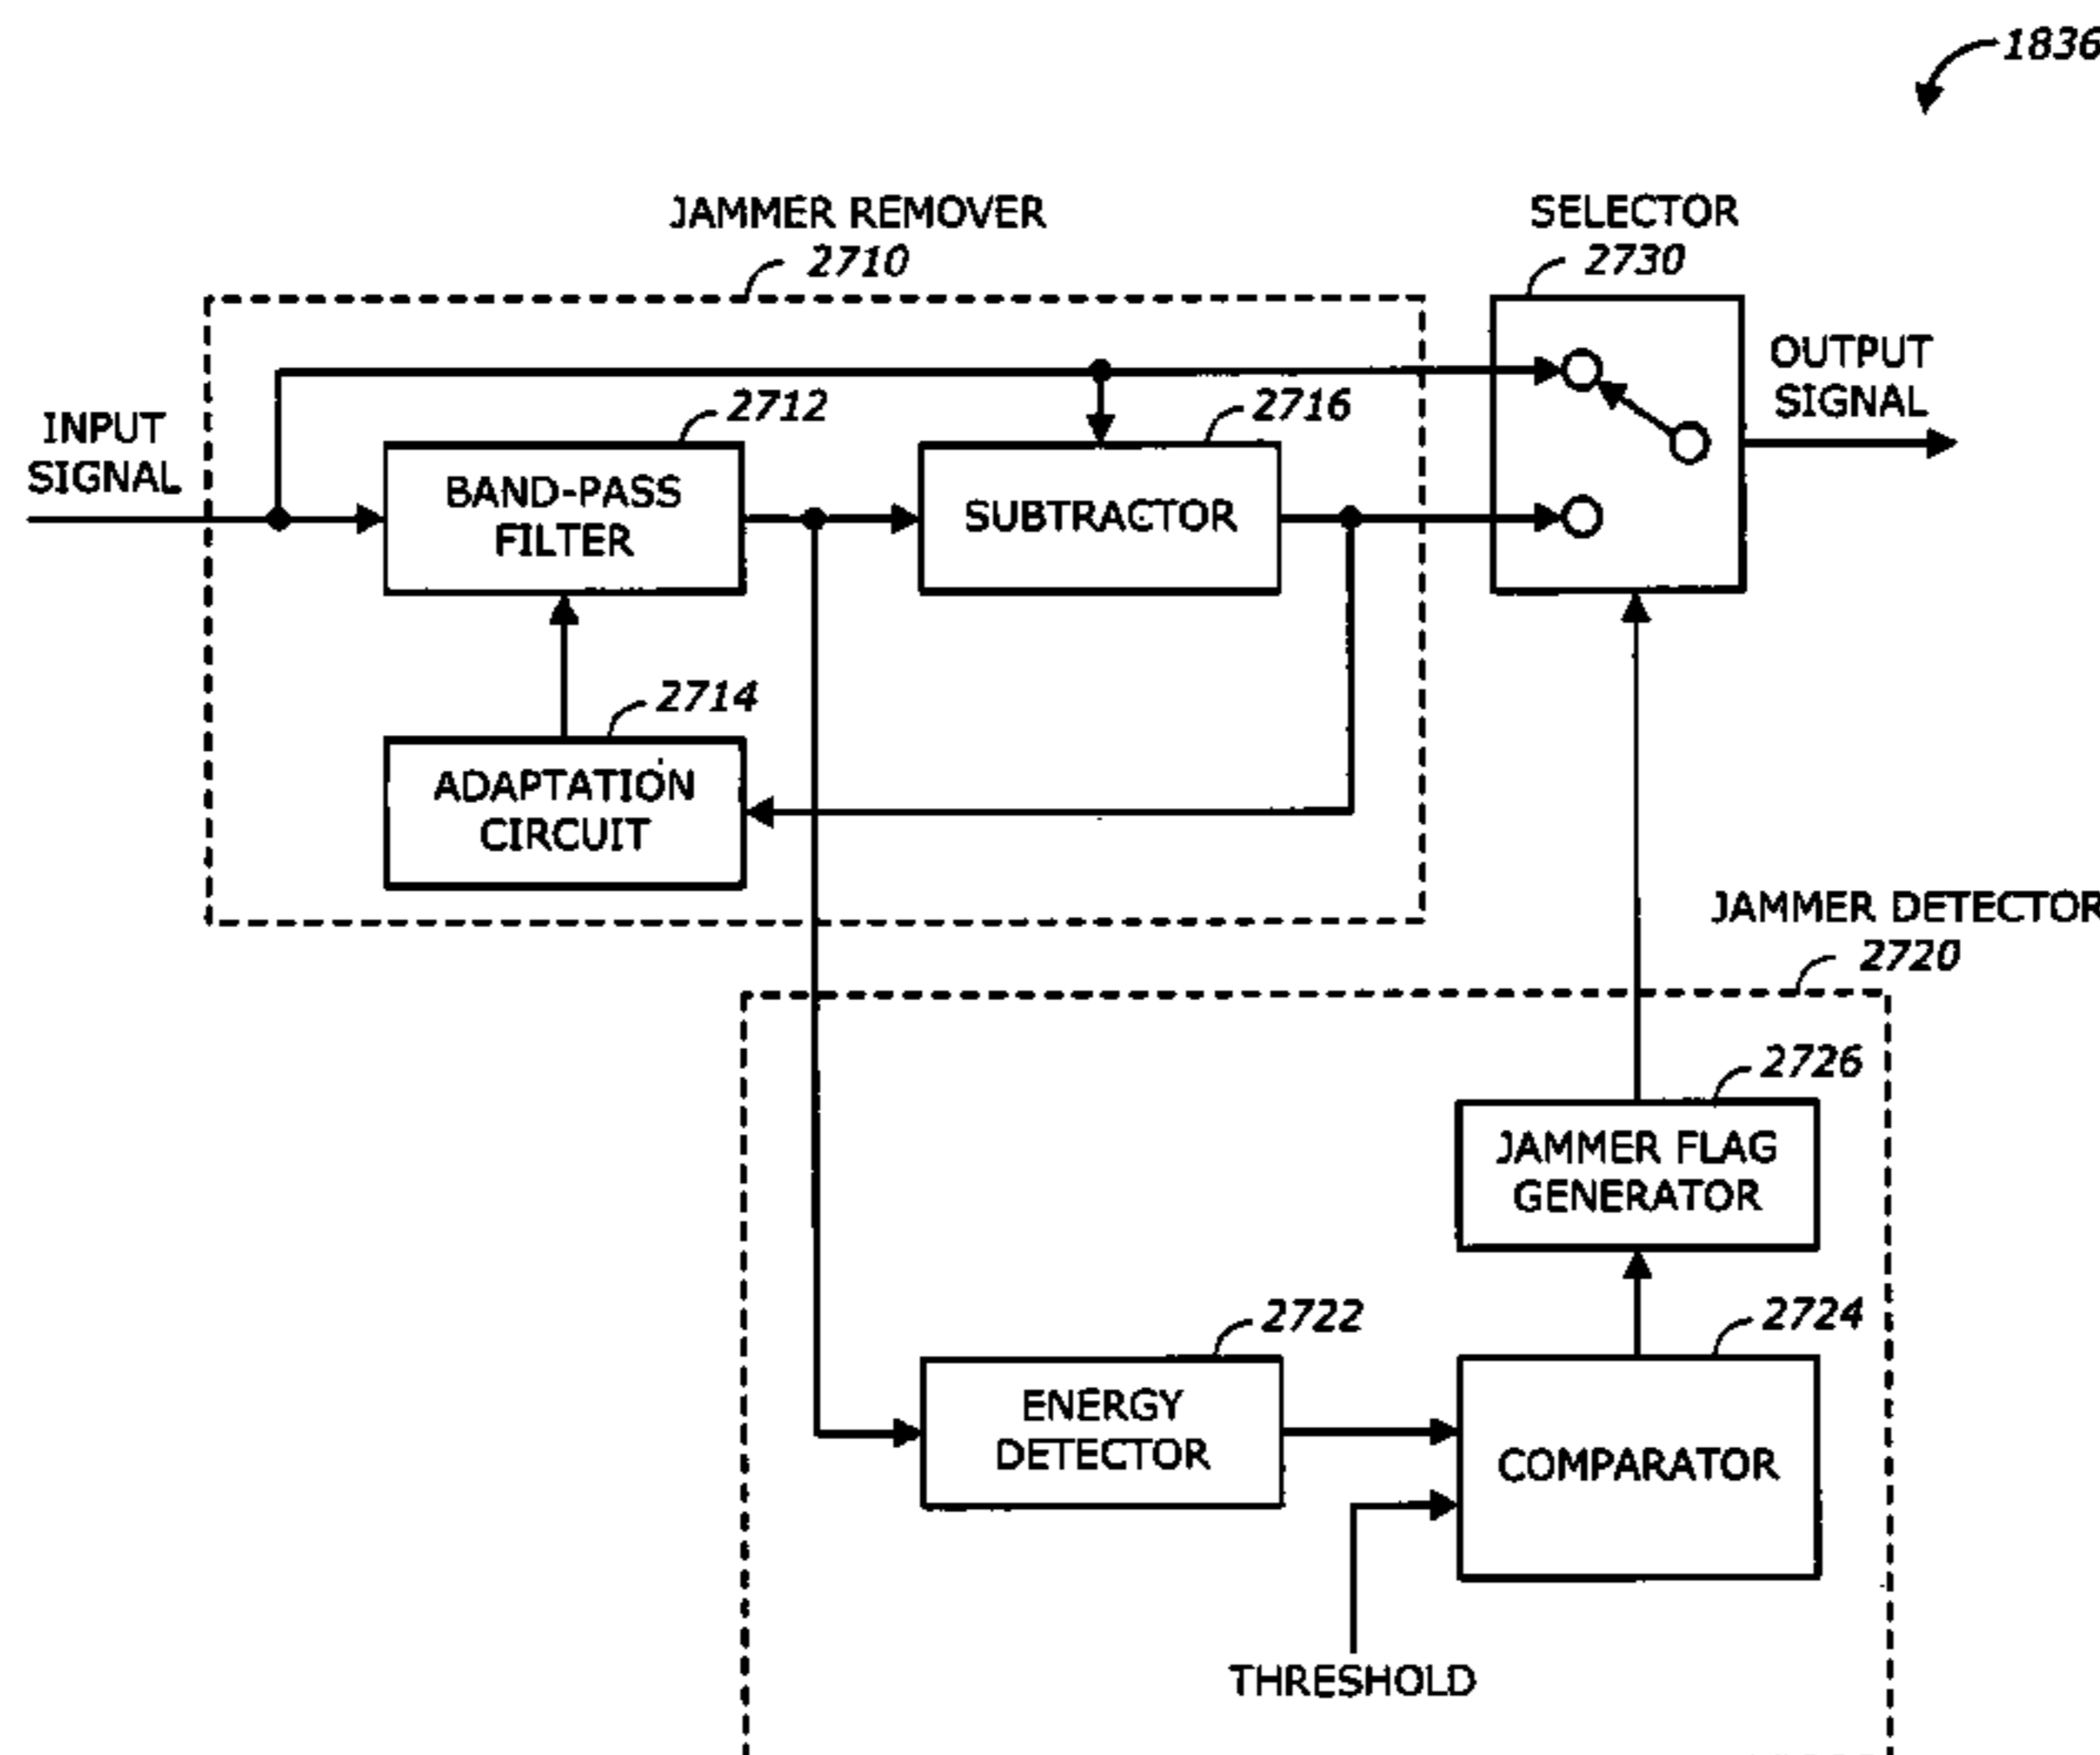 1836
JAMMER REMOVER
2710
SELECTOR
2730
OUTPUT
SIGNAL
INPUT
SIGNAL
2712
BAND-PASS
FILTER
2716
SUBTRACTOR
2714
ADAPTATION
CIRCUIT
JAMMER DETECTOR
2720
2726
JAMMER FLAG
GENERATOR
2722
ENERGY
DETECTOR
2724
COMPARATOR
THRESHOLD